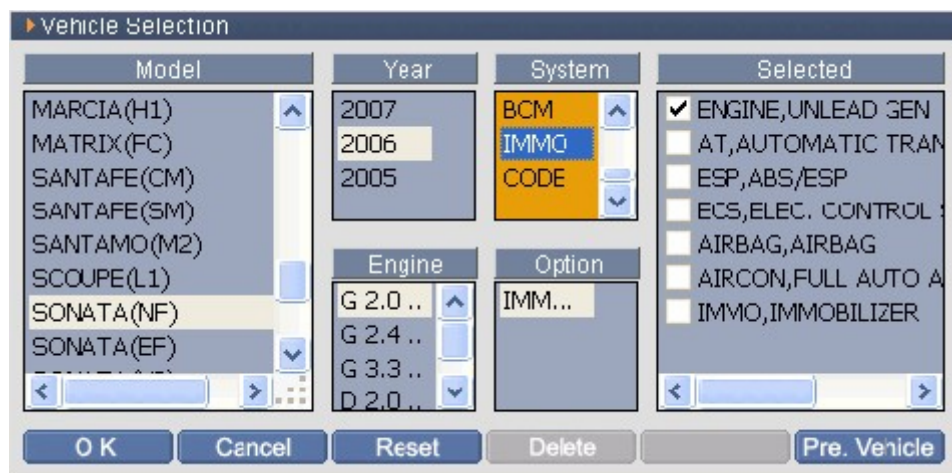 Vehicle Selection
Model
MARCIA(H1)
MATRIX(FC)
SANTAFE(CM)
SANTAFE(SM)
SANTAMO(M2)
SCOUPE(L1)
SONATA(NF)
SONATA(EF)
Year
2007
2006
2005
System
BCM
IMMO
CODE
Engine
G 2.0 ..
G 2.4 ..
G 3.3 ..
D 2.0 ..
Option
IMM...
Selected
ENGINE,UNLEAD GEN
AT,AUTOMATIC TRAN
ESP,ABS/ESP
ECS,ELEC. CONTROL
AIRBAG,AIRBAG
AIRCON,FULL AUTO A
IMMO,IMMOBILIZER
OK
Cancel
Reset
Delete
Pre. Vehicle